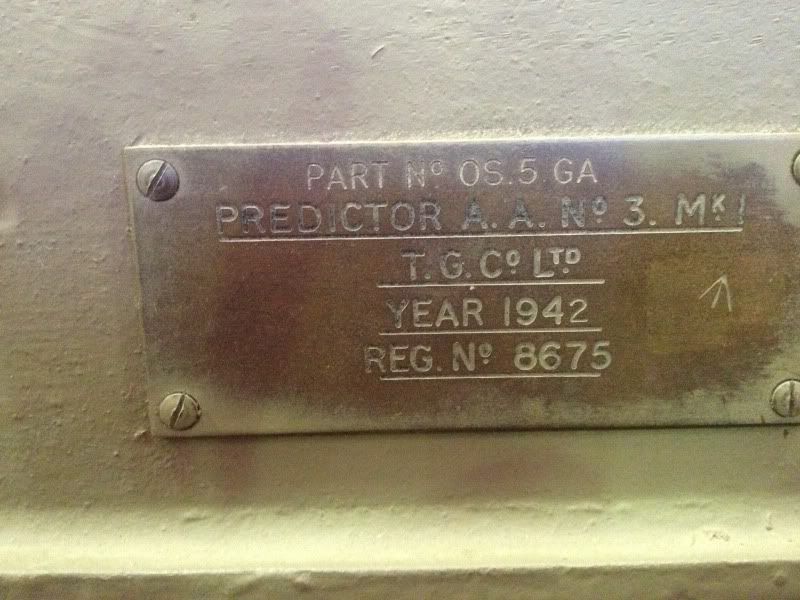 PART Nº OS.5 GA
PREDICTOR A.A. Nº 3. Mᴷ I
T.G.Cº Lᵀᴰ
YEAR 1942
REG. Nº 8675